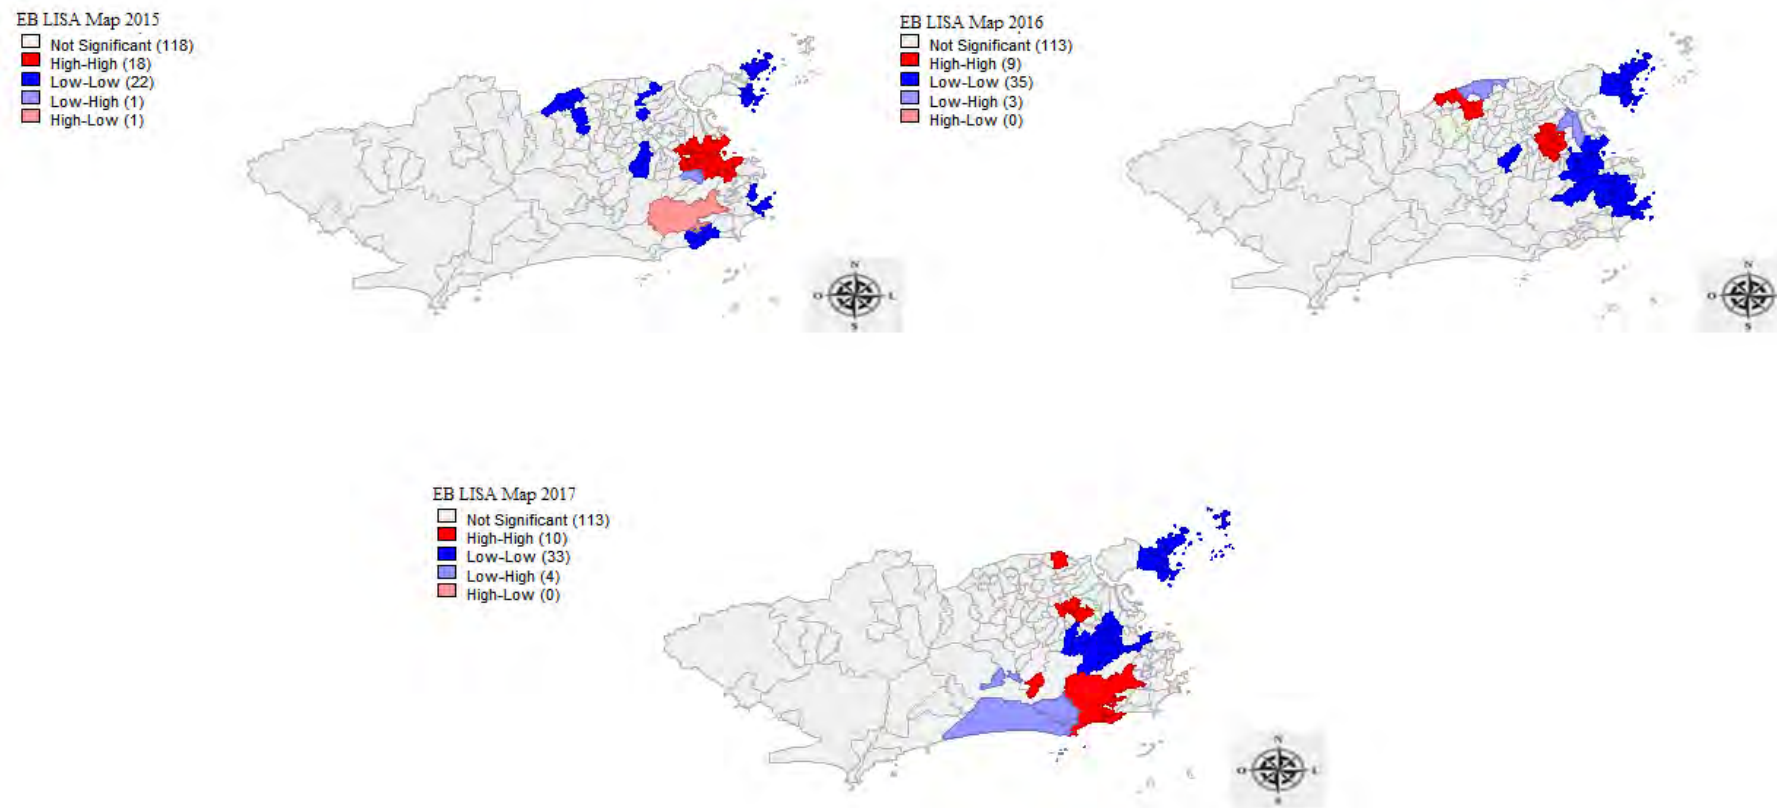 EB LISA Map 2015
Not Significant (118)
High-High (18)
Low-Low (22)
Low-High (1)
High-Low (1)
N
O L
S
EB LISA Map 2016
Not Significant (113)
High-High (9)
Low-Low (35)
Low-High (3)
High-Low (0)
N
O
S
EB LISA Map 2017
Not Significant (113)
High-High (10)
Low-Low (33)
Low-High (4)
High-Low (0)
N
O L
S